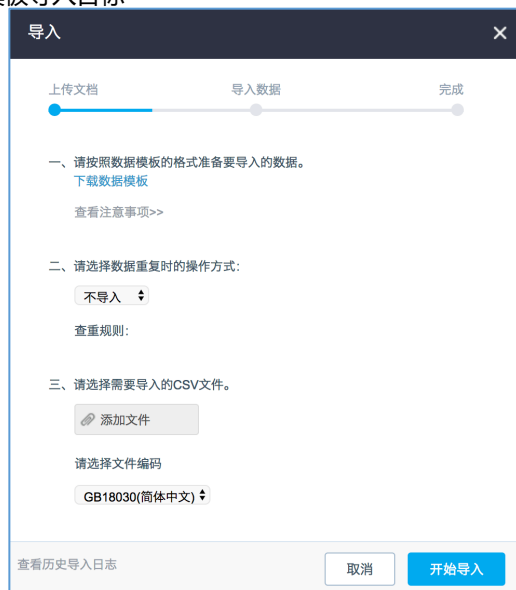 导入
上传文档 导入数据 完成
一、请按照数据模板的格式准备要导入的数据。
下载数据模板
查看注意事项>>
二、请选择数据重复时的操作方式：
不导入
查重规则：
三、请选择需要导入的CSV文件。
添加文件
请选择文件编码
GB18030(简体中文)
查看历史导入日志 取消 开始导入